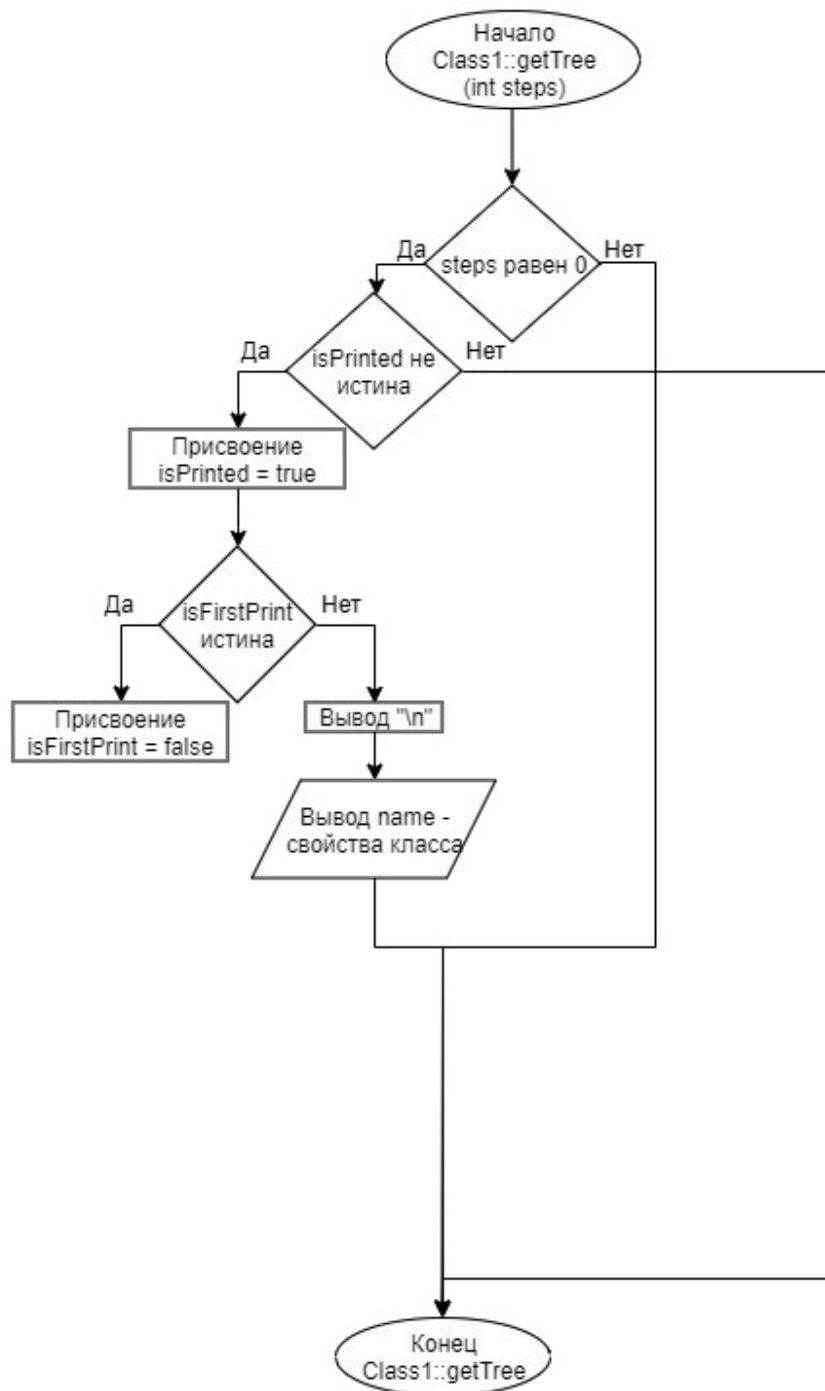 Начало
Class1::getTree
(int steps)
Да
steps равен 0
Нет
Да
isPrinted не
истина
Нет
Присвоение
isPrinted = true
Да
isFirstPrint
истина
Нет
Присвоение
isFirstPrint = false
Вывод "\n"
Вывод name -
свойства класса
Конец
Class1::getTree